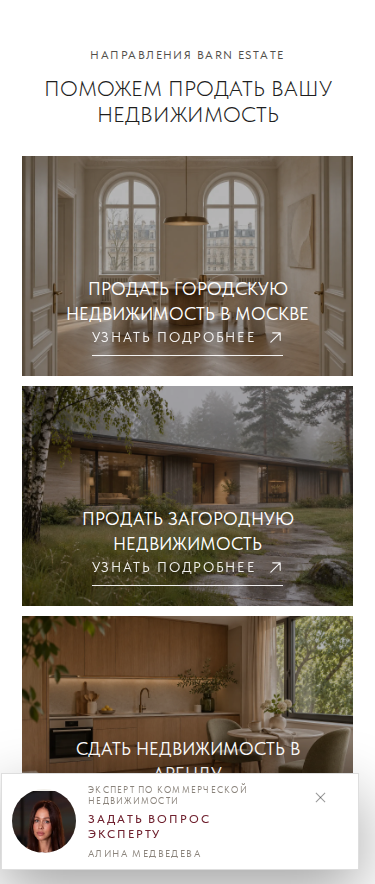 НАПРАВЛЕНИЯ BARN ESTATE
ПОМОЖЕМ ПРОДАТЬ ВАШУ
НЕДВИЖИМОСТЬ
ПРОДАТЬ ГОРОДСКУЮ
НЕДВИЖИМОСТЬ В МОСКВЕ
УЗНАТЬ ПОДРОБНЕЕ
ПРОДАТЬ ЗАГОРОДНУЮ
НЕДВИЖИМОСТЬ
УЗНАТЬ ПОДРОБНЕЕ
СДАТЬ НЕДВИЖИМОСТЬ В
АРЕНДУ
ЭКСПЕРТ ПО КОММЕРЧЕСКОЙ
НЕДВИЖИМОСТИ
ЗАДАТЬ ВОПРОС
ЭКСПЕРТУ
АЛИНА МЕДВЕДЕВА